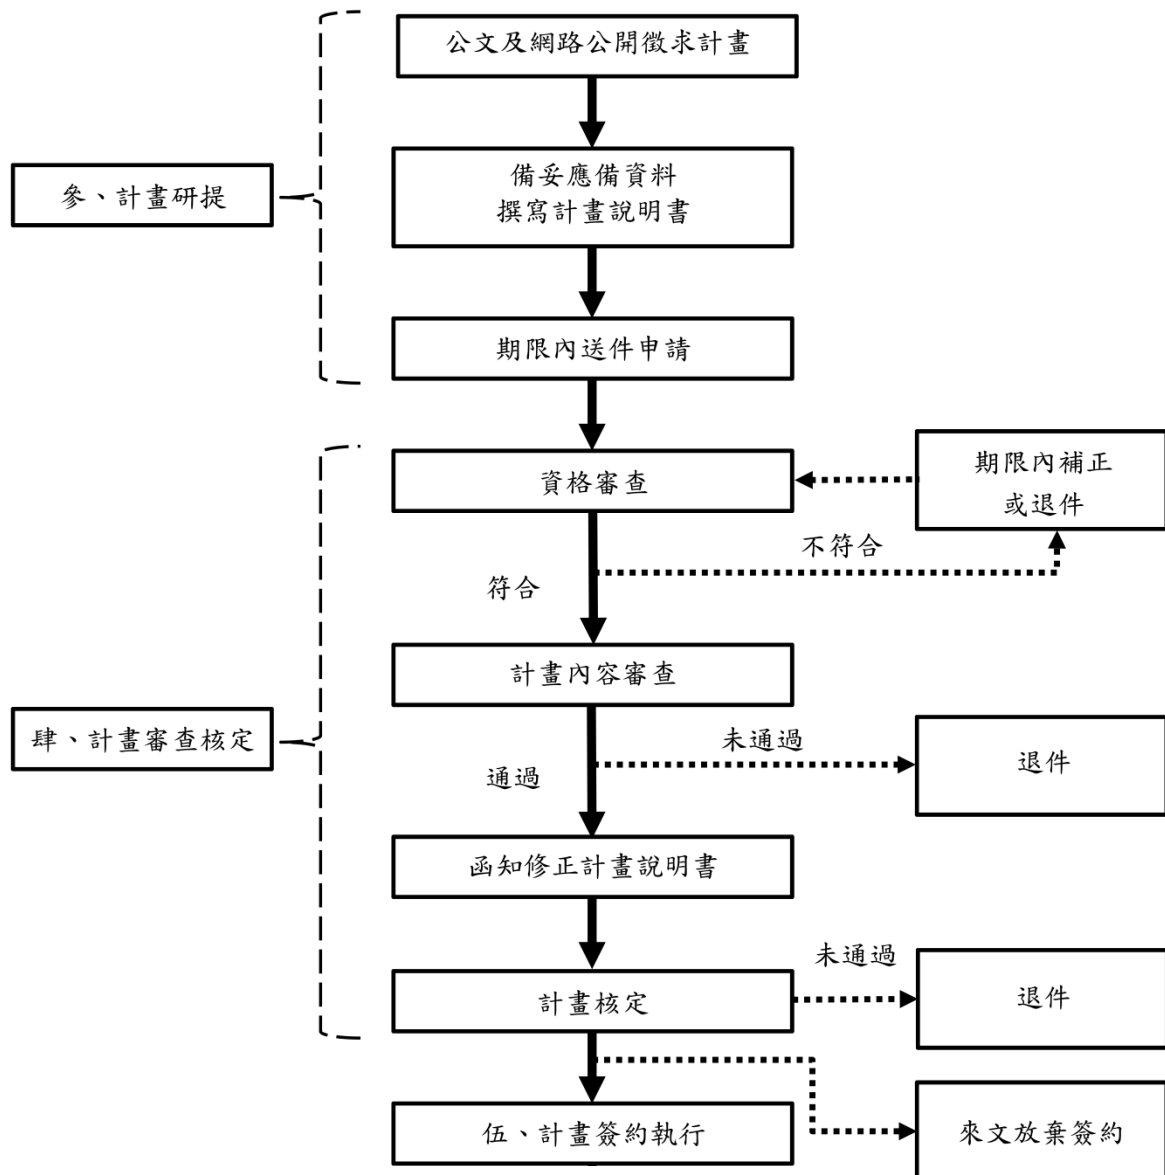 公文及網路公開徵求計畫
備妥應備資料
撰寫計畫說明書
參、計畫研提
期限內送件申請
資格審查
期限內補正
或退件
不符合
符合
計畫內容審查
肆、計畫審查核定
未通過
退件
通過
函知修正計畫說明書
未通過
計畫核定
退件
伍、計畫簽約執行
來文放棄簽約